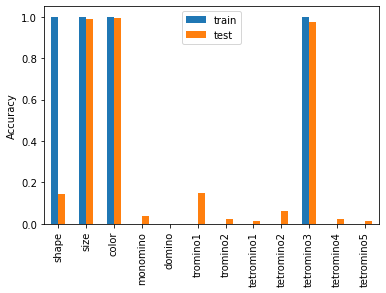 train
test
Accuracy
1.0
0.8
0.6
0.4
0.2
0.0
shape
size
color
monomino
domino
tromino1
tromino2
tetromino1
tetromino2
tetromino3
tetromino4
tetromino5